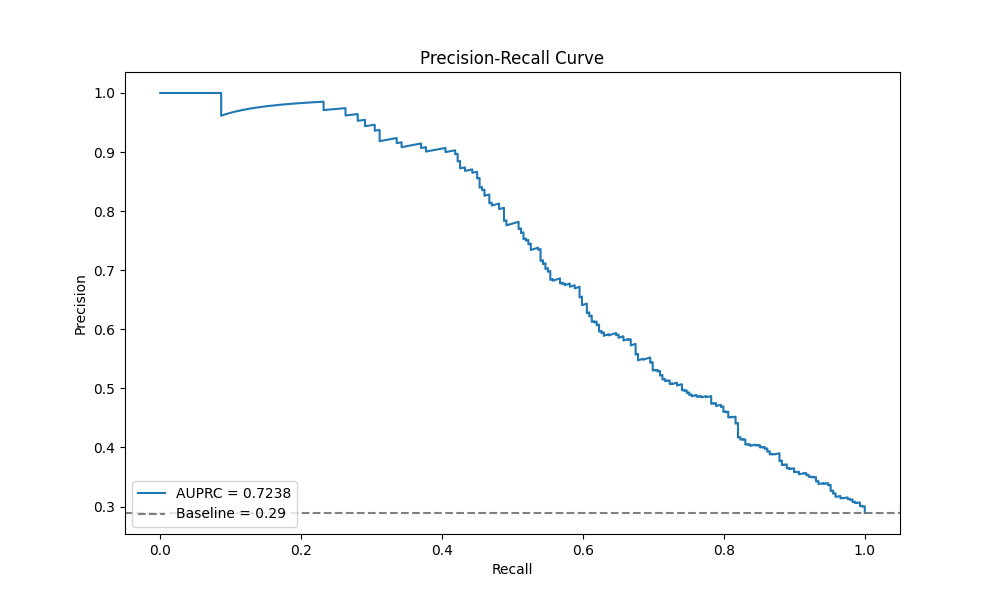 Precision-Recall Curve
Precision
1.0
0.9
0.8
0.7
0.6
0.5
0.4
0.3
AUPRC = 0.7238
Baseline = 0.29
0.0 0.2 0.4 0.6 0.8 1.0
Recall